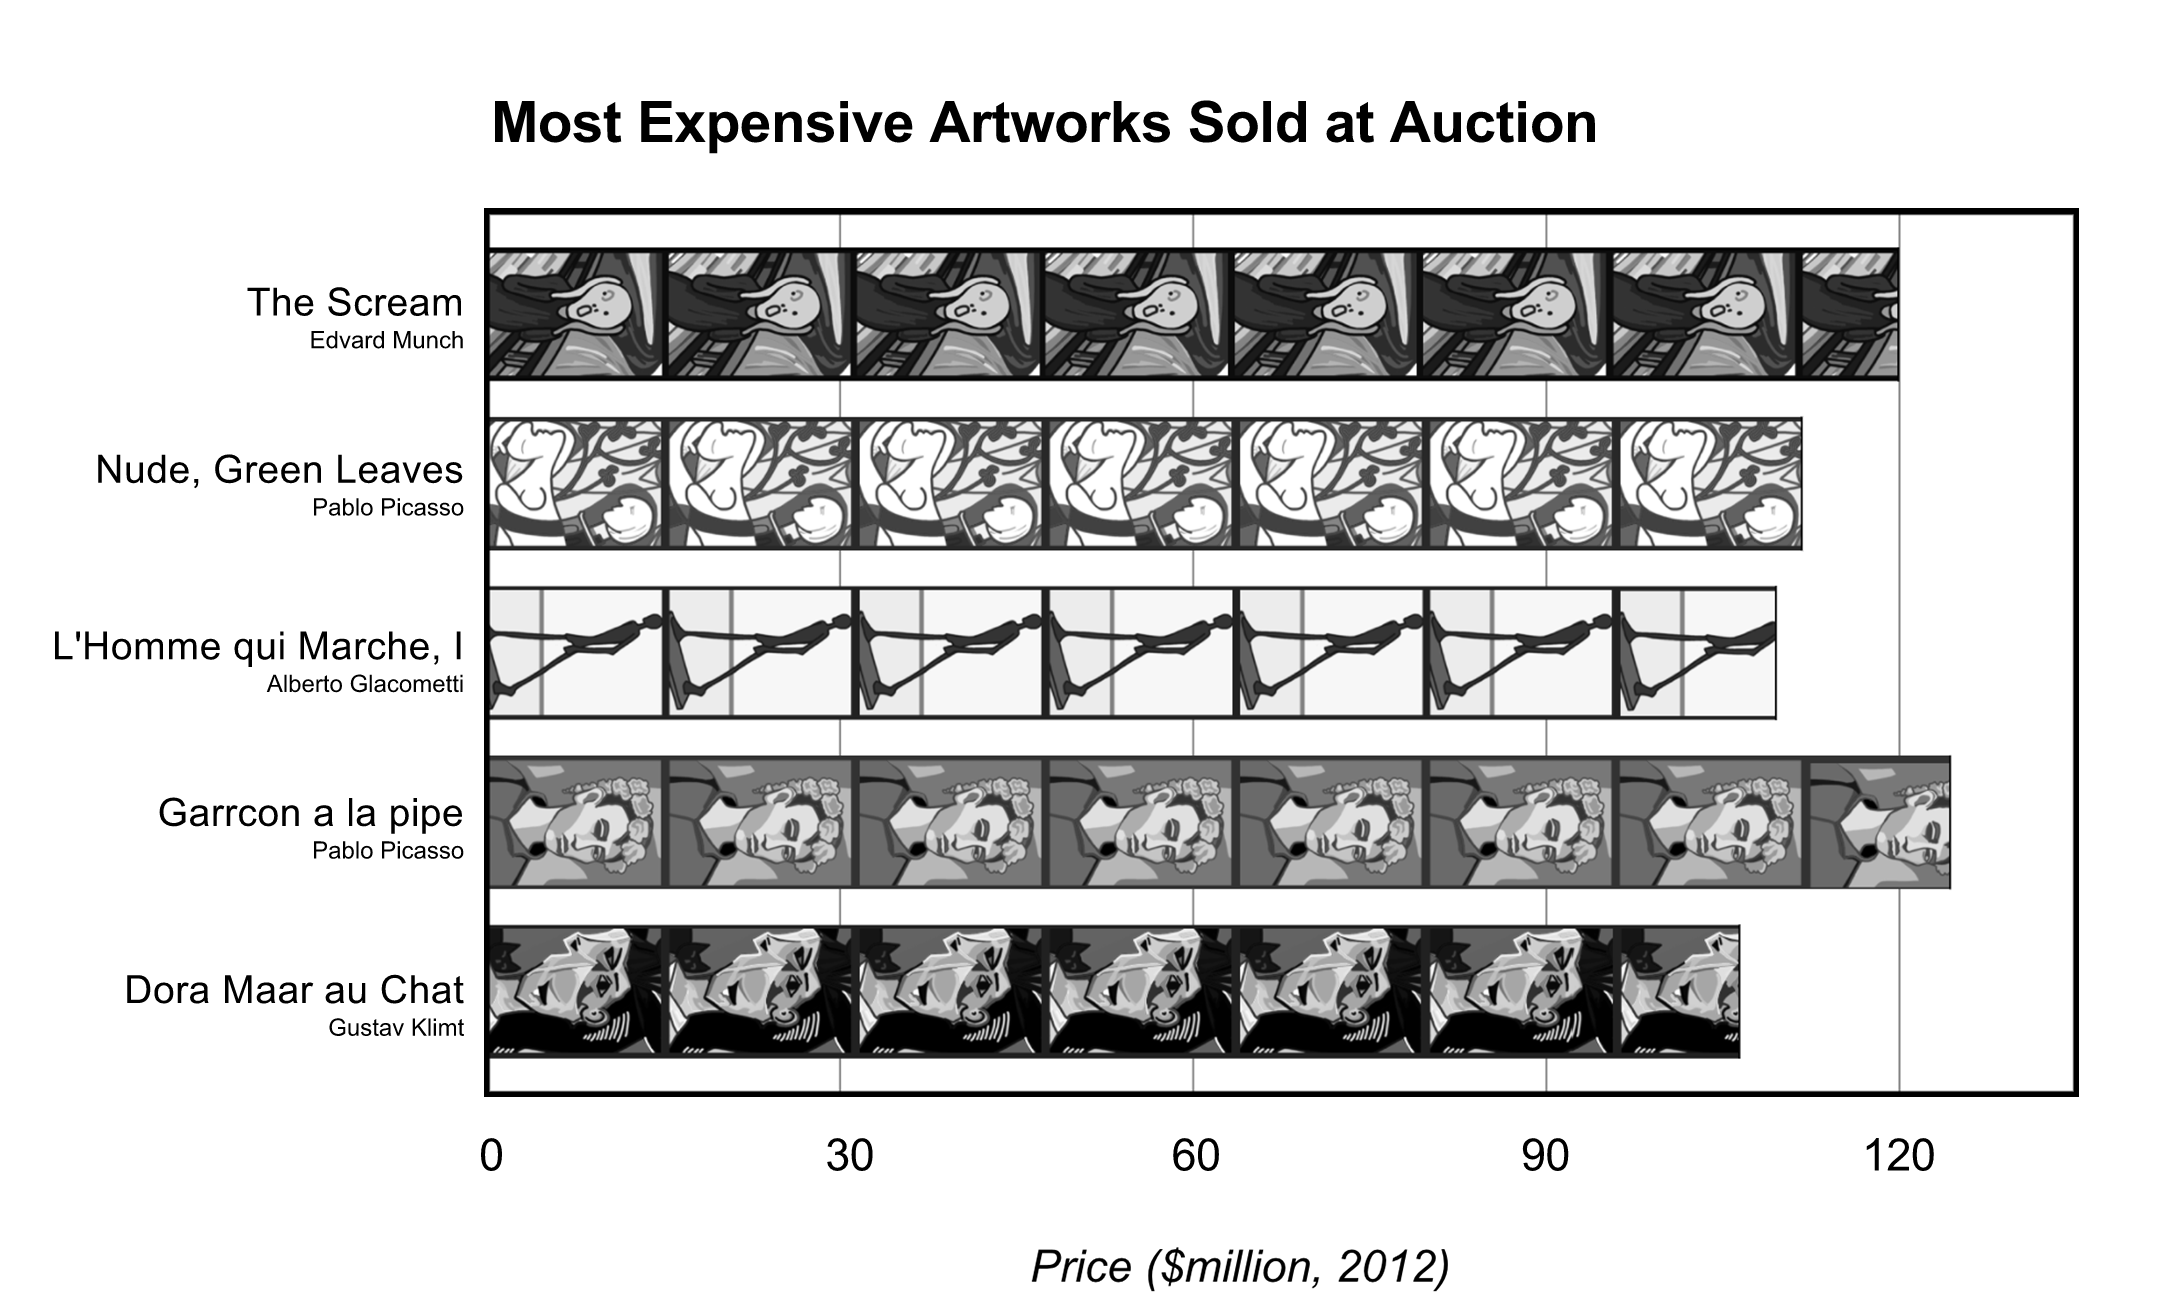 Most Expensive Artworks Sold at Auction
The Scream
Edvard Munch
Nude, Green Leaves
Pablo Picasso
L'Homme qui Marche, I
Alberto Glacometti
Garrcon a la pipe
Pablo Picasso
Dora Maar au Chat
Gustav Klimt
0 30 60 90 120
Price ($million, 2012)